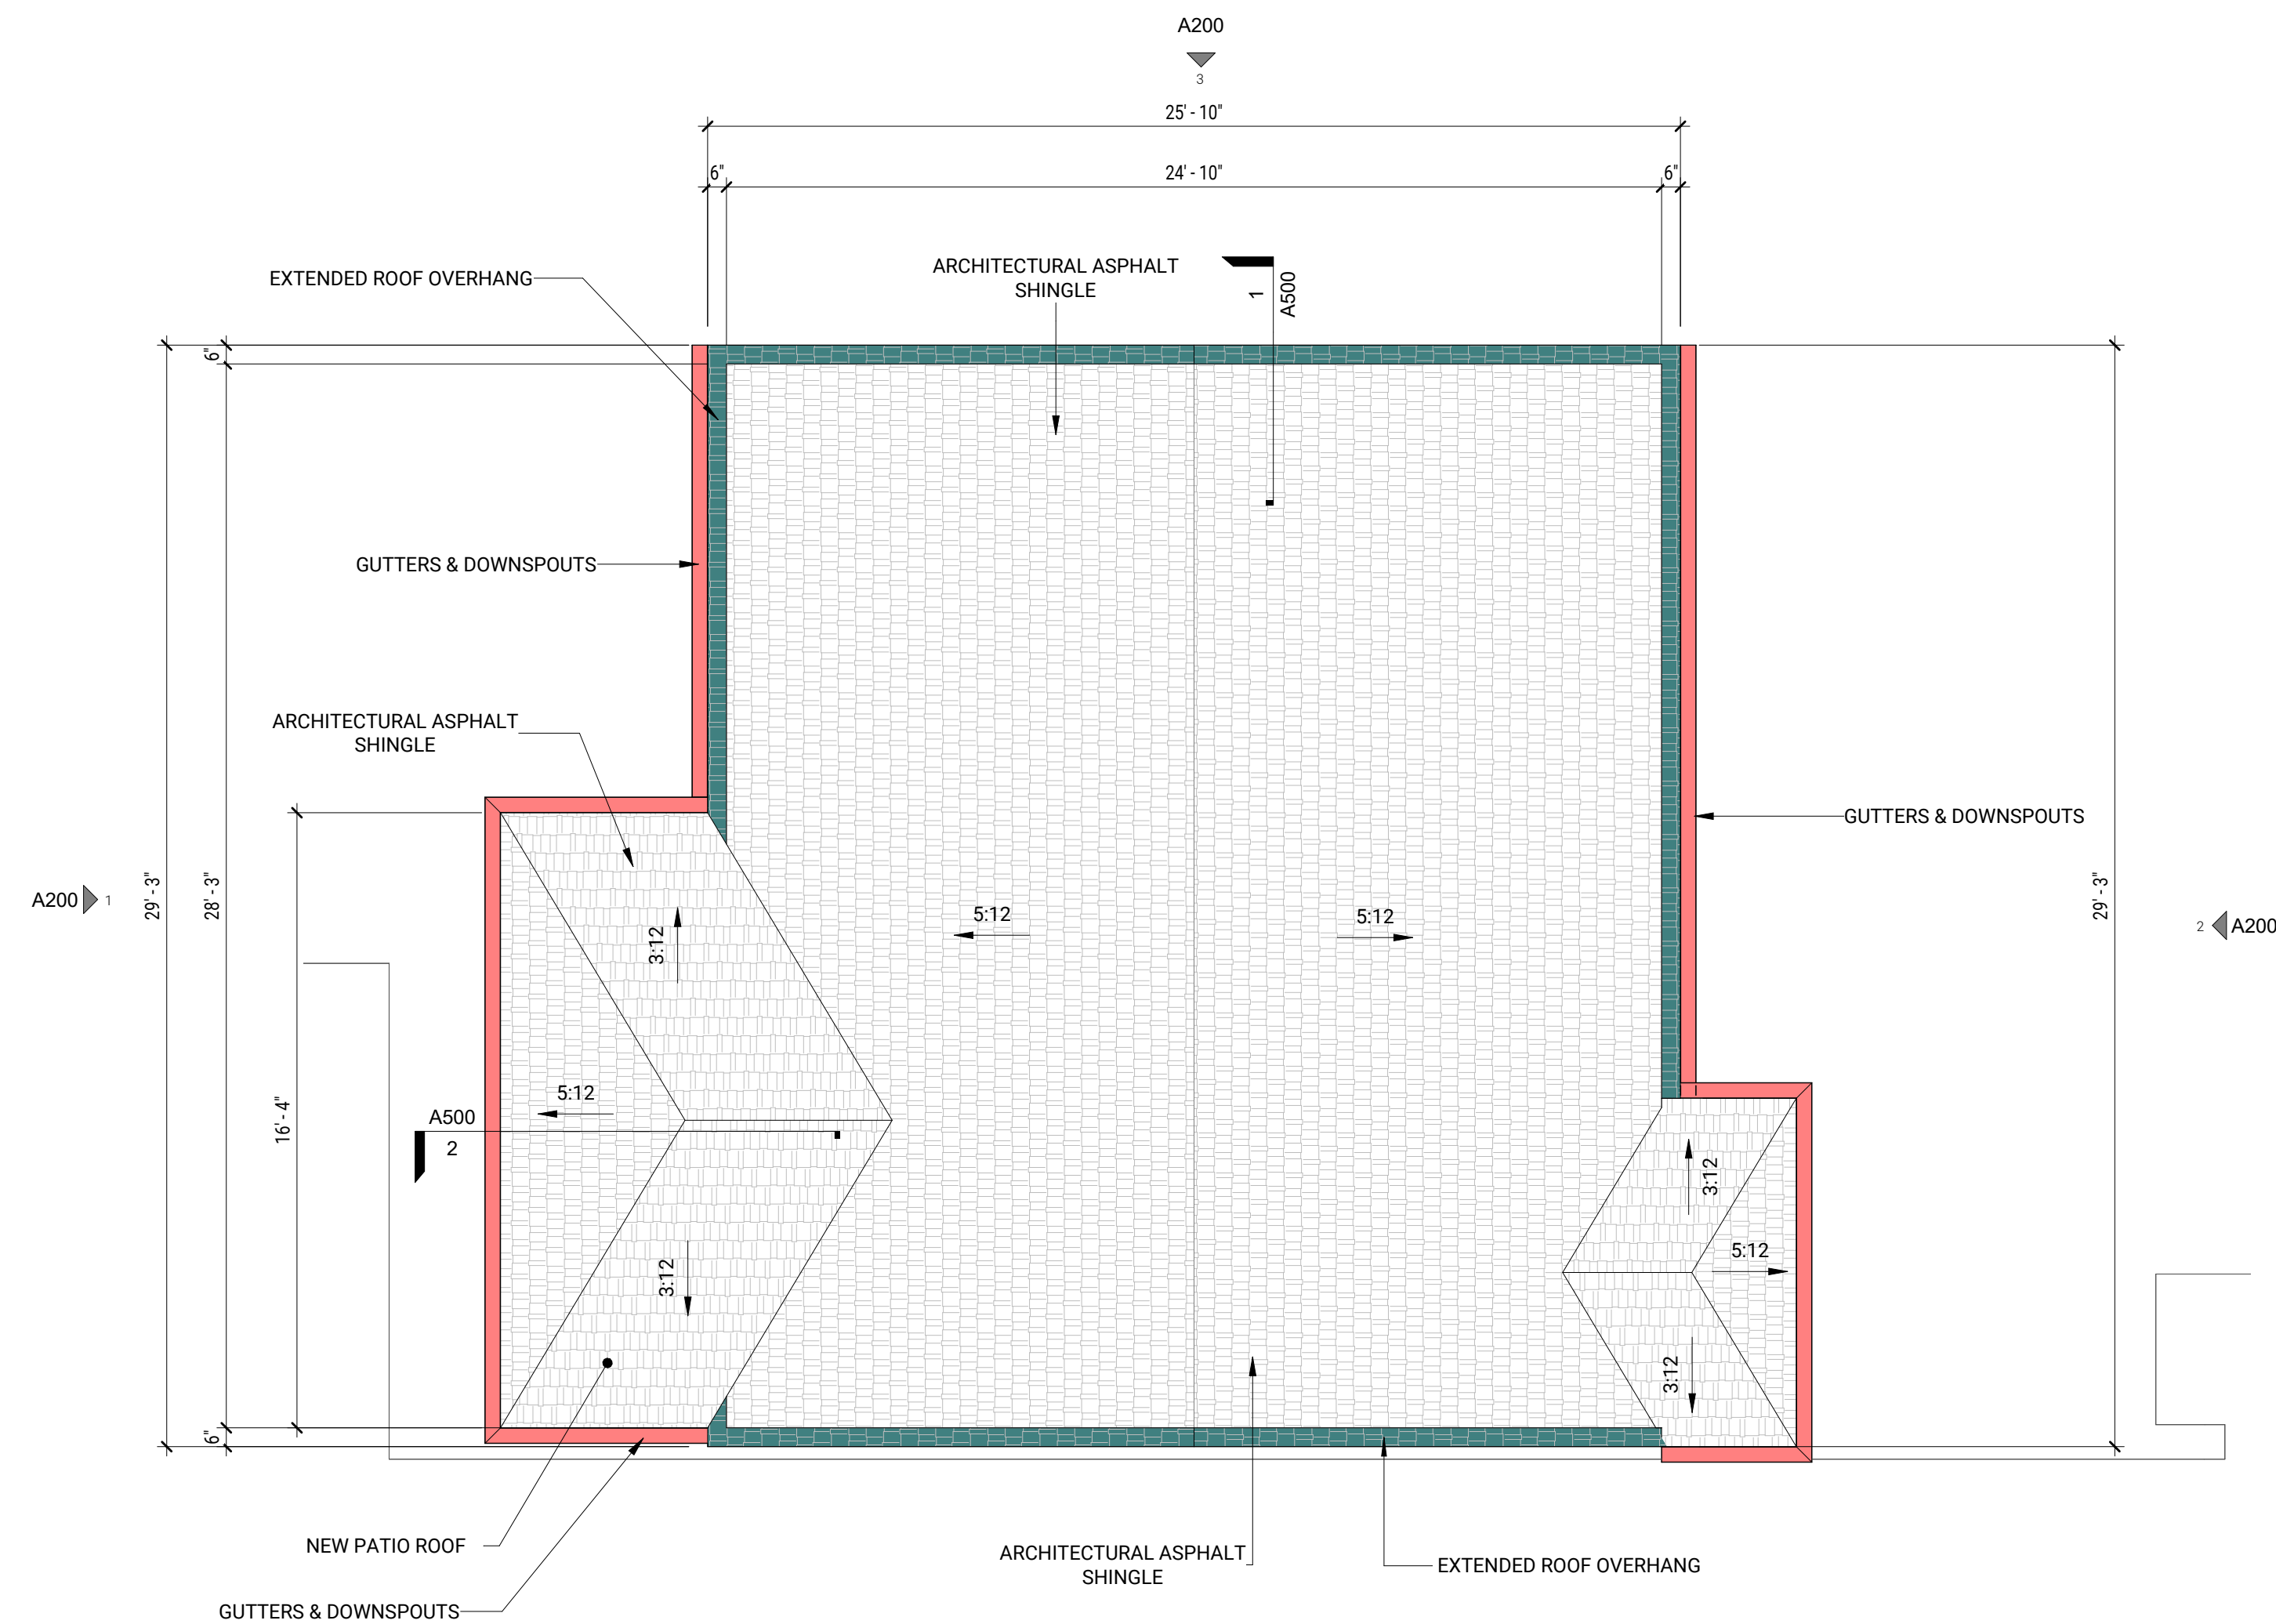 A200
3
25' - 10"
6"
24' - 10"
6"
EXTENDED ROOF OVERHANG
ARCHITECTURAL ASPHALT
SHINGLE
1
A500
6"
GUTTERS & DOWNSPOUTS
ARCHITECTURAL ASPHALT
SHINGLE
GUTTERS & DOWNSPOUTS
A200
1
29' - 3"
28' - 3"
29' - 3"
2
A200
5:12
5:12
3:12
5:12
A500
2
16' - 4"
3:12
5:12
3:12
3:12
6"
NEW PATIO ROOF
ARCHITECTURAL ASPHALT
SHINGLE
EXTENDED ROOF OVERHANG
GUTTERS & DOWNSPOUTS